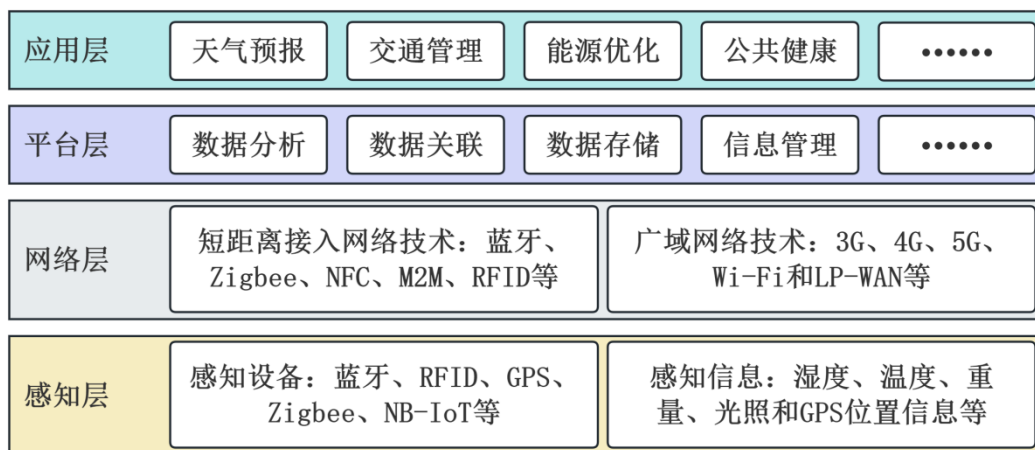 应用层
天气预报
交通管理
能源优化
公共健康
••••••
平台层
数据分析
数据关联
数据存储
信息管理
••••••
网络层
短距离接入网络技术：蓝牙、
Zigbee、NFC、M2M、RFID等
广域网络技术：3G、4G、5G、
Wi-Fi和LP-WAN等
感知层
感知设备：蓝牙、RFID、GPS、
Zigbee、NB-IoT等
感知信息：湿度、温度、重
量、光照和GPS位置信息等